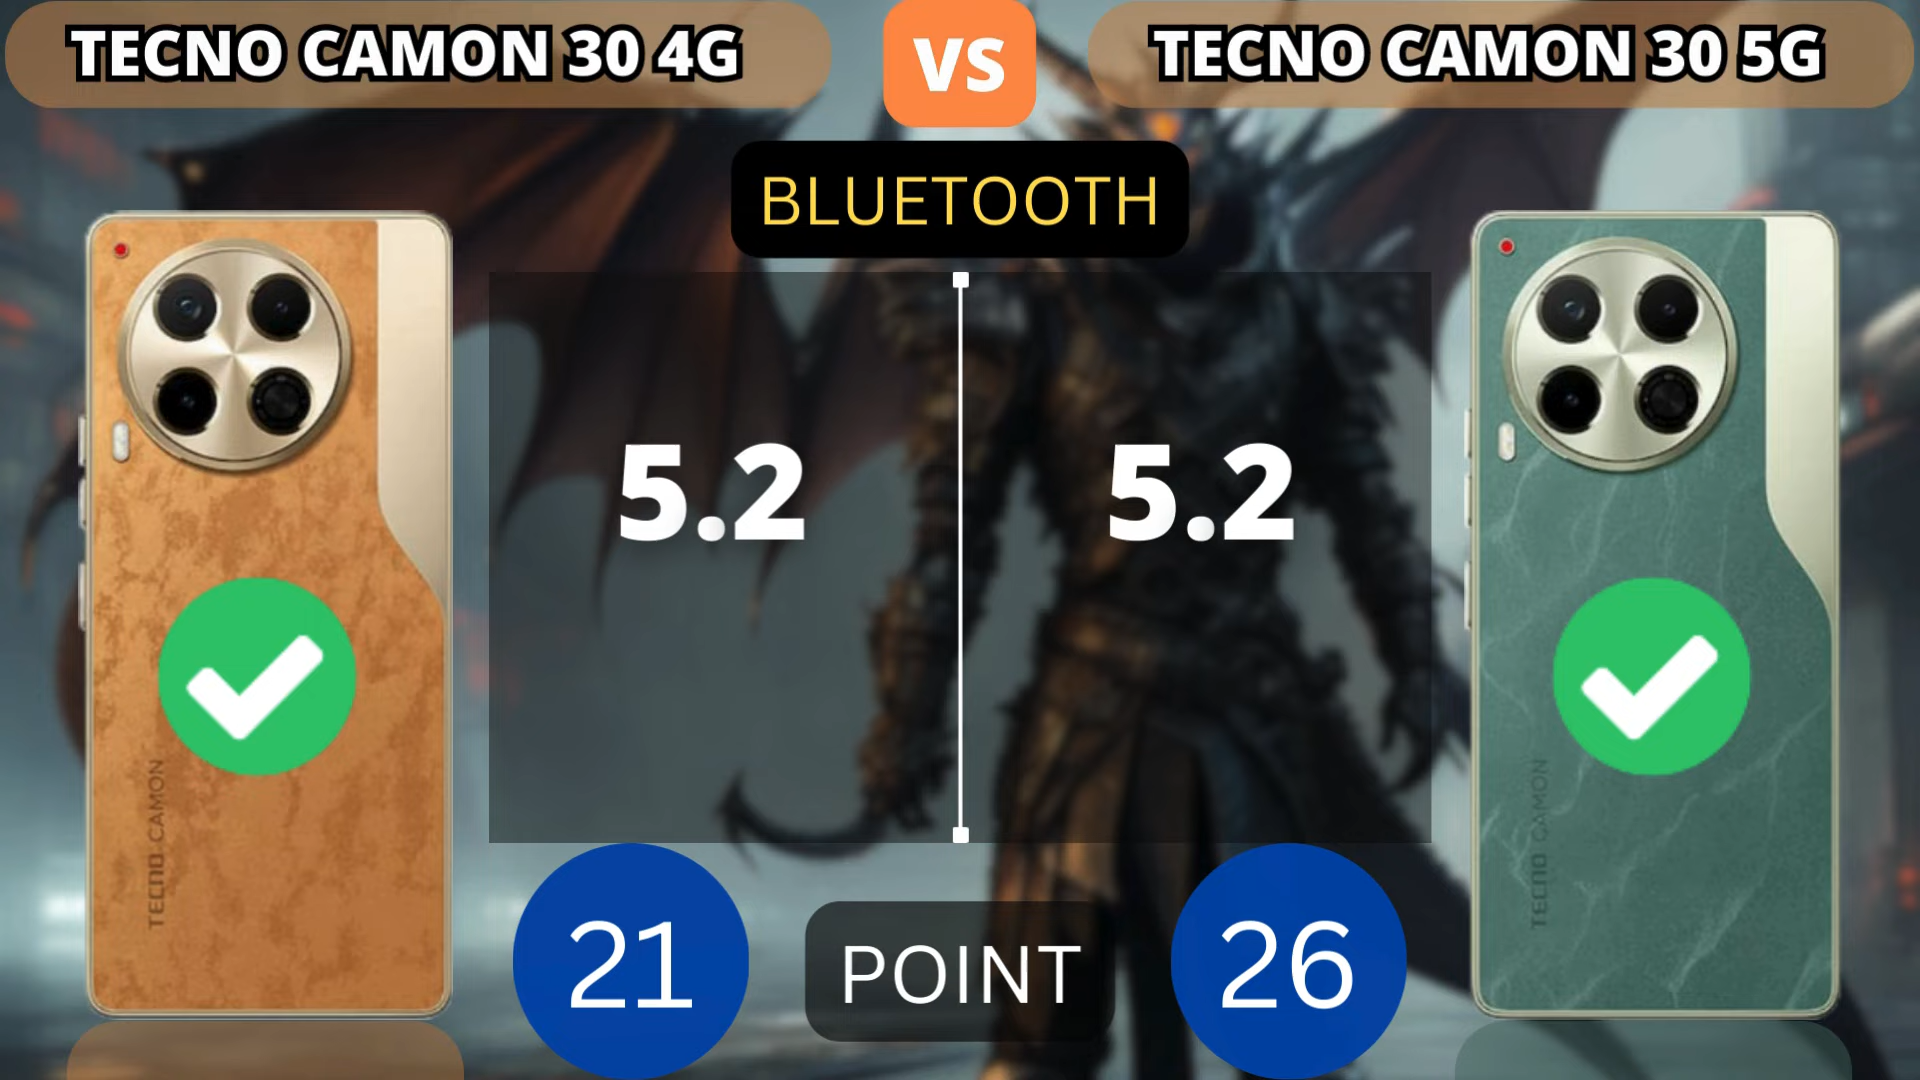 TECNO CAMON 30 4G
VS
TECNO CAMON 30 5G
BLUETOOTH
5.2
5.2
TECNO CAMON
TECNO CAMON
21
POINT
26